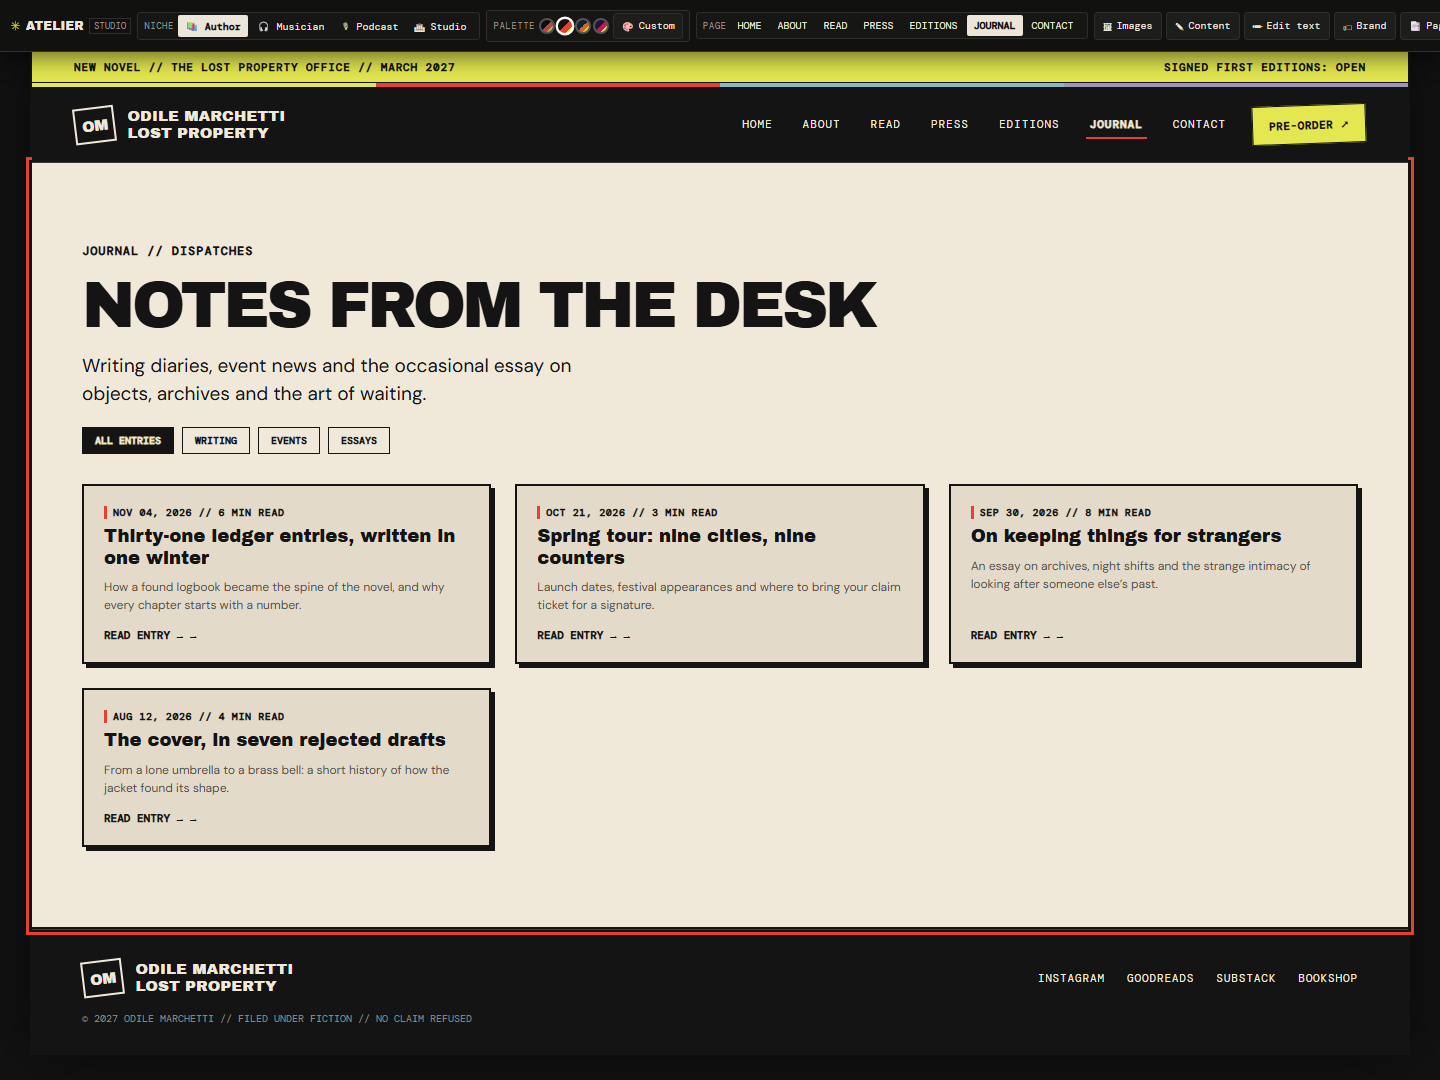 ATELIER STUDIO NICHE Author Musician Podcast Studio PALETTE Custom PAGE HOME ABOUT READ PRESS EDITIONS JOURNAL CONTACT Images Content Edit text Brand
NEW NOVEL // THE LOST PROPERTY OFFICE // MARCH 2027
SIGNED FIRST EDITIONS: OPEN
OM
ODILE MARCHETTI
LOST PROPERTY
HOME ABOUT READ PRESS EDITIONS JOURNAL CONTACT PRE-ORDER ↗
JOURNAL // DISPATCHES
NOTES FROM THE DESK
Writing diaries, event news and the occasional essay on
objects, archives and the art of waiting.
ALL ENTRIES WRITING EVENTS ESSAYS
NOV 04, 2026 // 6 MIN READ
Thirty-one ledger entries, written in
one winter
How a found logbook became the spine of the novel, and why
every chapter starts with a number.
READ ENTRY → →
OCT 21, 2026 // 3 MIN READ
Spring tour: nine cities, nine
counters
Launch dates, festival appearances and where to bring your claim
ticket for a signature.
READ ENTRY → →
SEP 30, 2026 // 8 MIN READ
On keeping things for strangers
An essay on archives, night shifts and the strange intimacy of
looking after someone else's past.
READ ENTRY → →
AUG 12, 2026 // 4 MIN READ
The cover, in seven rejected drafts
From a lone umbrella to a brass bell: a short history of how the
jacket found its shape.
READ ENTRY → →
OM
ODILE MARCHETTI
LOST PROPERTY
INSTAGRAM GOODREADS SUBSTACK BOOKSHOP
© 2027 ODILE MARCHETTI // FILED UNDER FICTION // NO CLAIM REFUSED